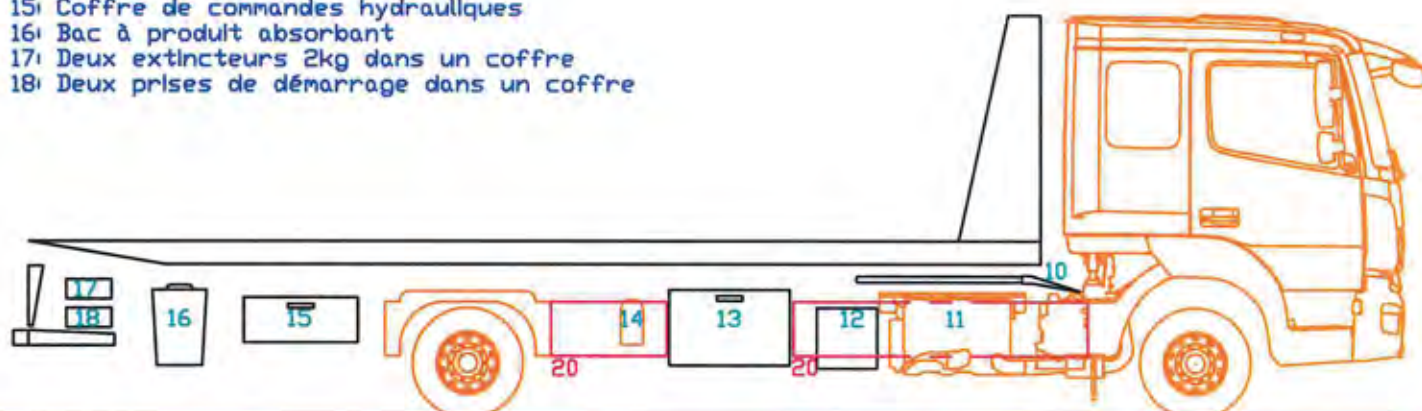 15: Coffre de commandes hydrauliques
16: Bac à produit absorbant
17: Deux extincteurs 2kg dans un coffre
18: Deux prises de démarrage dans un coffre
10
17
18
16
15
14
13
12
11
20
20